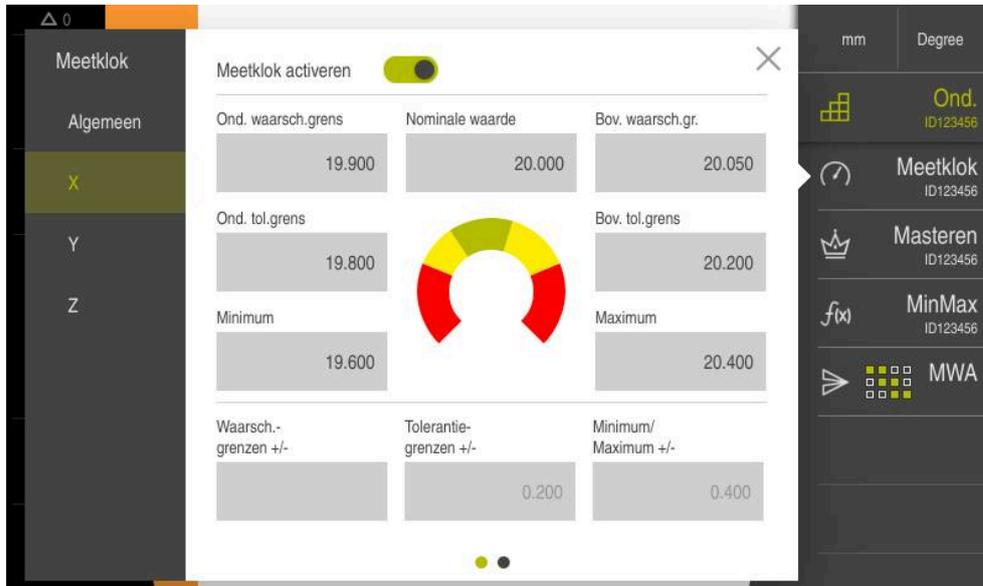 0
Meetklok
Algemeen
X
Y
Z
Meetklok activeren
Ond. waarsch.grens
19.900
Nominale waarde
20.000
Bov. waarsch.gr.
20.050
Ond. tol.grens
19.800
Bov. tol.grens
20.200
Minimum
19.600
Maximum
20.400
Waarsch.-
grenzen +/-
Tolerantie-
grenzen +/-
0.200
Minimum/
Maximum +/-
0.400
mm
Degree
Ond.
ID123456
Meetklok
ID123456
Masteren
ID123456
f(x)
MinMax
ID123456
MWA